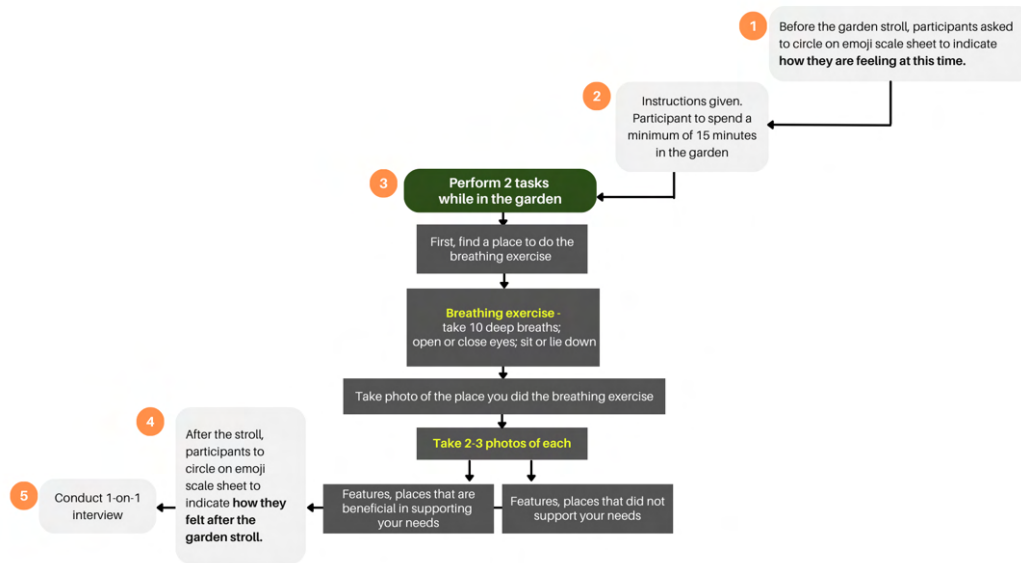 1
Before the garden stroll, participants asked
to circle on emoji scale sheet to indicate
how they are feeling at this time.
2
Instructions given.
Participant to spend a
minimum of 15 minutes
in the garden
3
Perform 2 tasks
while in the garden
First, find a place to do the
breathing exercise
Breathing exercise -
take 10 deep breaths;
open or close eyes; sit or lie down
Take photo of the place you did the breathing exercise
Take 2-3 photos of each
Features, places that are
beneficial in supporting
your needs
Features, places that did not
support your needs
4
After the stroll,
participants to
circle on emoji
scale sheet to
indicate how they
felt after the
garden stroll.
5
Conduct 1-on-1
interview